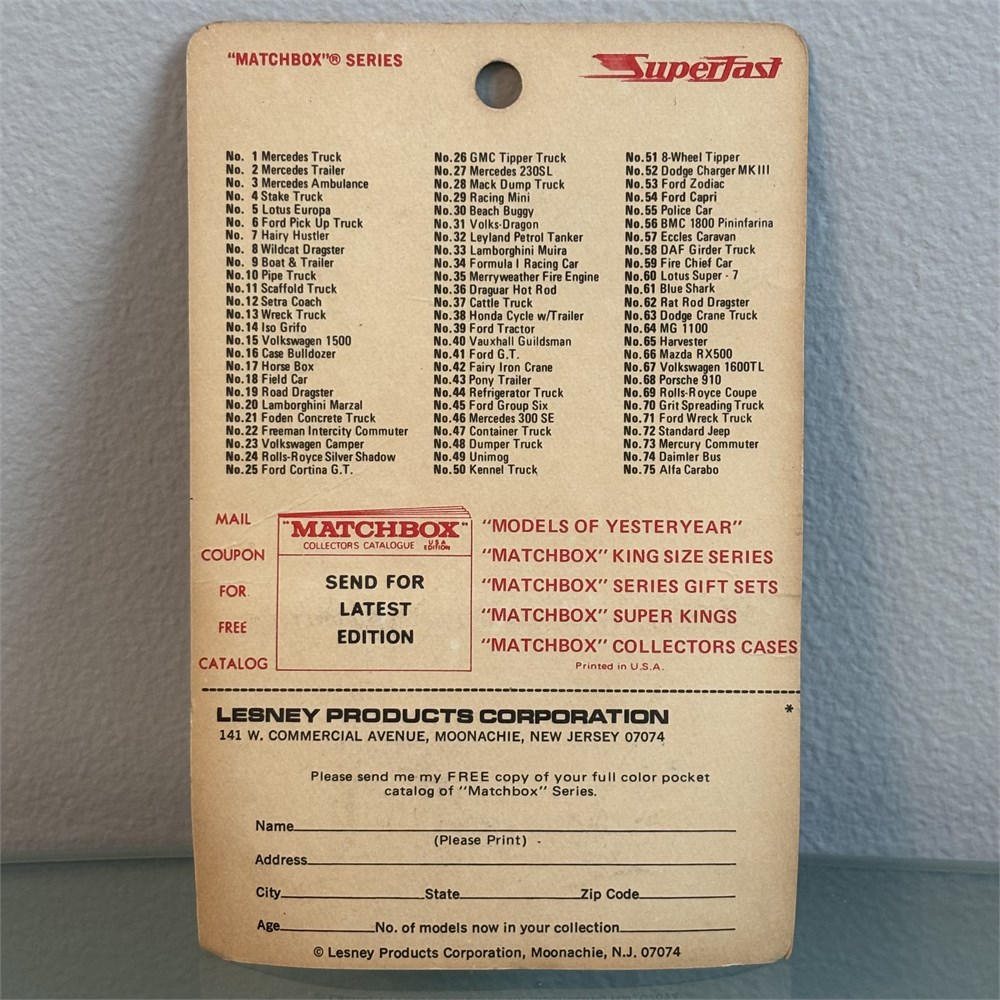 "MATCHBOX"® SERIES
Superfast
No. 1 Mercedes Truck
No. 2 Mercedes Trailer
No. 3 Mercedes Ambulance
No. 4 Stake Truck
No. 5 Lotus Europa
No. 6 Ford Pick Up Truck
No. 7 Hairy Hustler
No. 8 Wildcat Dragster
No. 9 Boat & Trailer
No. 10 Pipe Truck
No. 11 Scaffold Truck
No. 12 Setra Coach
No. 13 Wreck Truck
No. 14 Iso Grifo
No. 15 Volkswagen 1500
No. 16 Case Bulldozer
No. 17 Horse Box
No. 18 Field Car
No. 19 Road Dragster
No. 20 Lamborghini Marzal
No. 21 Foden Concrete Truck
No. 22 Freeman Intercity Commuter
No. 23 Volkswagen Camper
No. 24 Rolls-Royce Silver Shadow
No. 25 Ford Cortina G.T.
No. 26 GMC Tipper Truck
No. 27 Mercedes 230SL
No. 28 Mack Dump Truck
No. 29 Racing Mini
No. 30 Beach Buggy
No. 31 Volks-Dragon
No. 32 Leyland Petrol Tanker
No. 33 Lamborghini Muira
No. 34 Formula I Racing Car
No. 35 Merryweather Fire Engine
No. 36 Draguar Hot Rod
No. 37 Cattle Truck
No. 38 Honda Cycle w/Trailer
No. 39 Ford Tractor
No. 40 Vauxhall Guildsman
No. 41 Ford G.T.
No. 42 Fairy Iron Crane
No. 43 Pony Trailer
No. 44 Refrigerator Truck
No. 45 Ford Group Six
No. 46 Mercedes 300 SE
No. 47 Container Truck
No. 48 Dumper Truck
No. 49 Unimog
No. 50 Kennel Truck
No. 51 8-Wheel Tipper
No. 52 Dodge Charger MKIII
No. 53 Ford Zodiac
No. 54 Ford Capri
No. 55 Police Car
No. 56 BMC 1800 Pininfarina
No. 57 Eccles Caravan
No. 58 DAF Girder Truck
No. 59 Fire Chief Car
No. 60 Lotus Super - 7
No. 61 Blue Shark
No. 62 Rat Rod Dragster
No. 63 Dodge Crane Truck
No. 64 MG 1100
No. 65 Harvester
No. 66 Mazda RX500
No. 67 Volkswagen 1600TL
No. 68 Porsche 910
No. 69 Rolls-Royce Coupe
No. 70 Grit Spreading Truck
No. 71 Ford Wreck Truck
No. 72 Standard Jeep
No. 73 Mercury Commuter
No. 74 Daimler Bus
No. 75 Alfa Carabo
MAIL
COUPON
FOR
FREE
CATALOG
"MATCHBOX"
COLLECTORS CATALOGUE USA EDITION
SEND FOR
LATEST
EDITION
"MODELS OF YESTERYEAR"
"MATCHBOX" KING SIZE SERIES
"MATCHBOX" SERIES GIFT SETS
"MATCHBOX" SUPER KINGS
"MATCHBOX" COLLECTORS CASES
Printed in U.S.A.
LESNEY PRODUCTS CORPORATION *
141 W. COMMERCIAL AVENUE, MOONACHIE, NEW JERSEY 07074
Please send me my FREE copy of your full color pocket
catalog of "Matchbox" Series.
Name
(Please Print)
Address
City State Zip Code
Age No. of models now in your collection
© Lesney Products Corporation, Moonachie, N.J. 07074